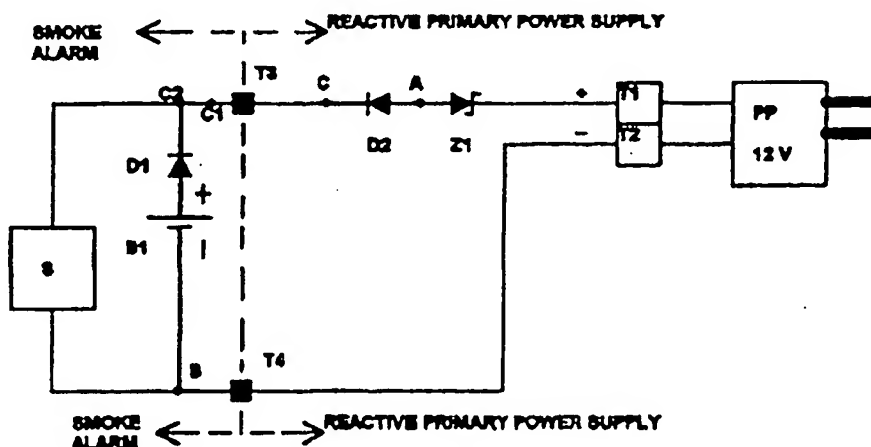 SMOKE ALARM
REACTIVE PRIMARY POWER SUPPLY
T3
C2
C1
C
A
D2
Z1
+
−
T1
T2
PP
12 V
D1
+
B1
−
S
B
T4
SMOKE ALARM
REACTIVE PRIMARY POWER SUPPLY